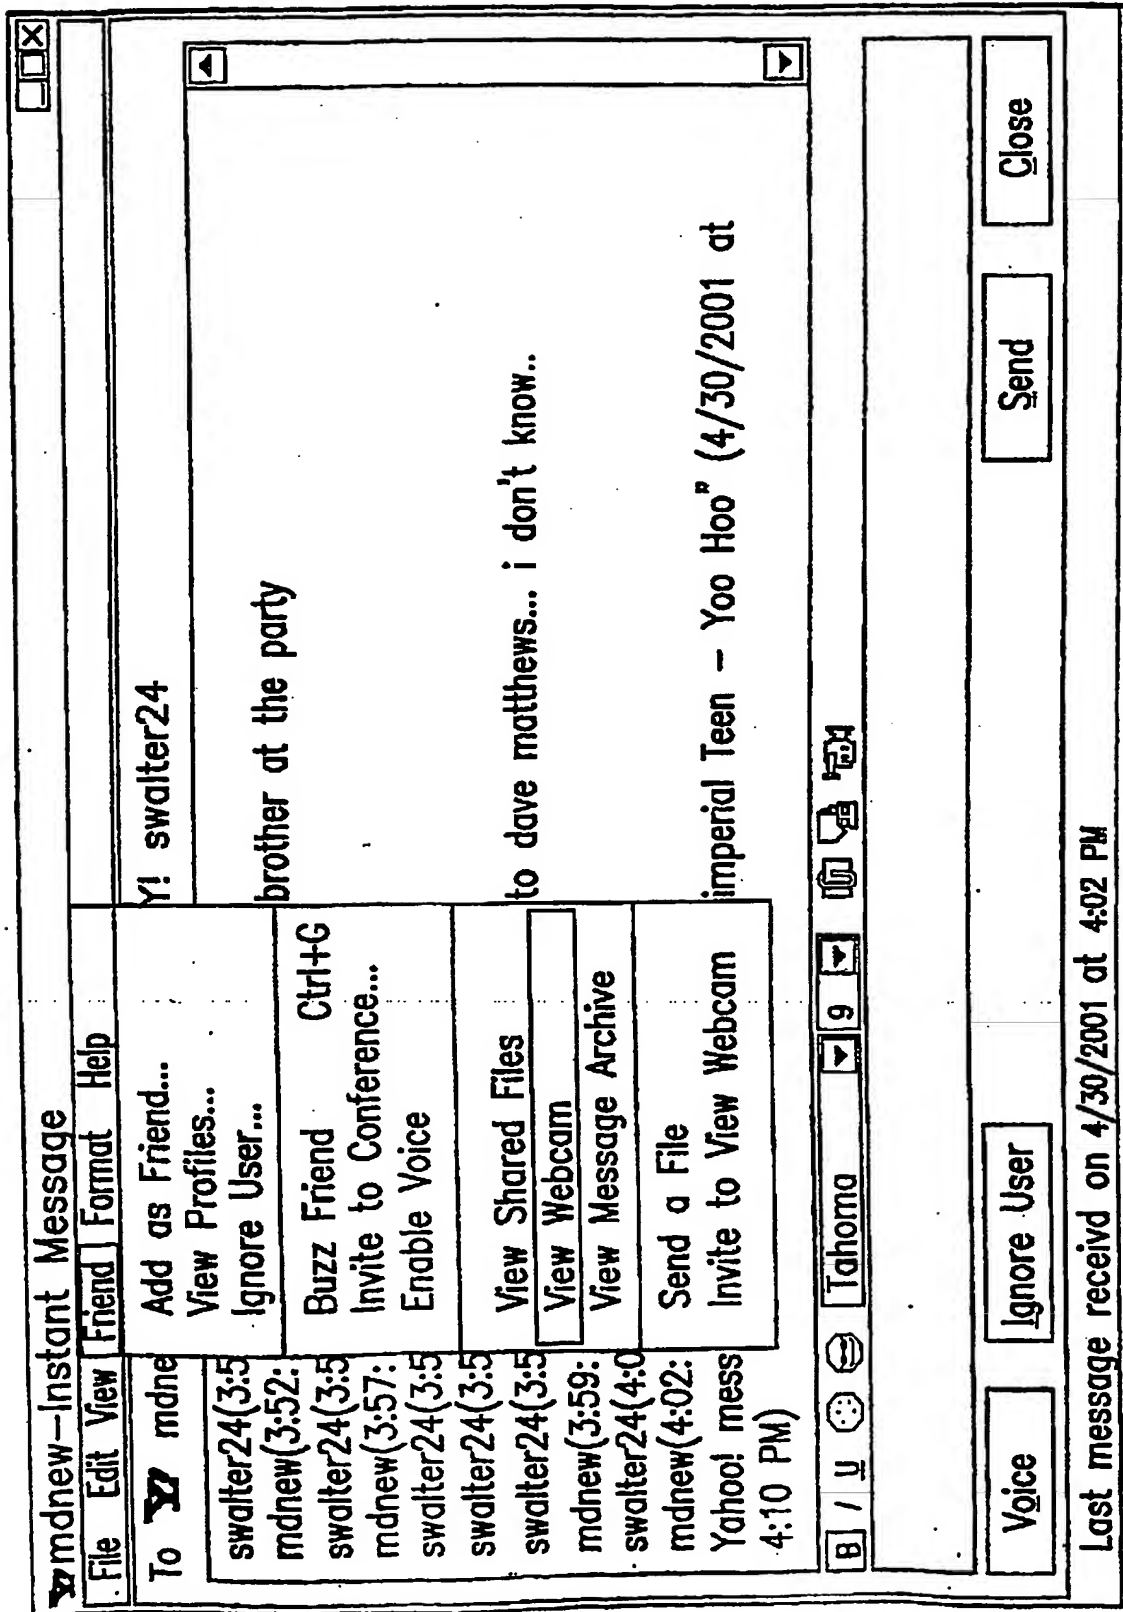 mdnew-Instant Message
File Edit View Friend Format Help
To mdne Y! swalter24
Add as Friend...
View Profiles...
Ignore User...
Buzz Friend Ctrl+G
Invite to Conference...
Enable Voice
View Shared Files
View Webcam
View Message Archive
Send a File
Invite to View Webcam
swalter24(3:5 brother at the party
mdnew(3:52:
swalter24(3:5
mdnew(3:57:
swalter24(3:5
swalter24(3:5
swalter24(3:5 to dave matthews... i don't know..
mdnew(3:59:
swalter24(4:0
mdnew(4:02:
Yahoo! mess imperial Teen - Yoo Hoo" (4/30/2001 at
4:10 PM)
B / U Tahoma 9
Voice Ignore User Send Close
Last message receivd on 4/30/2001 at 4:02 PM